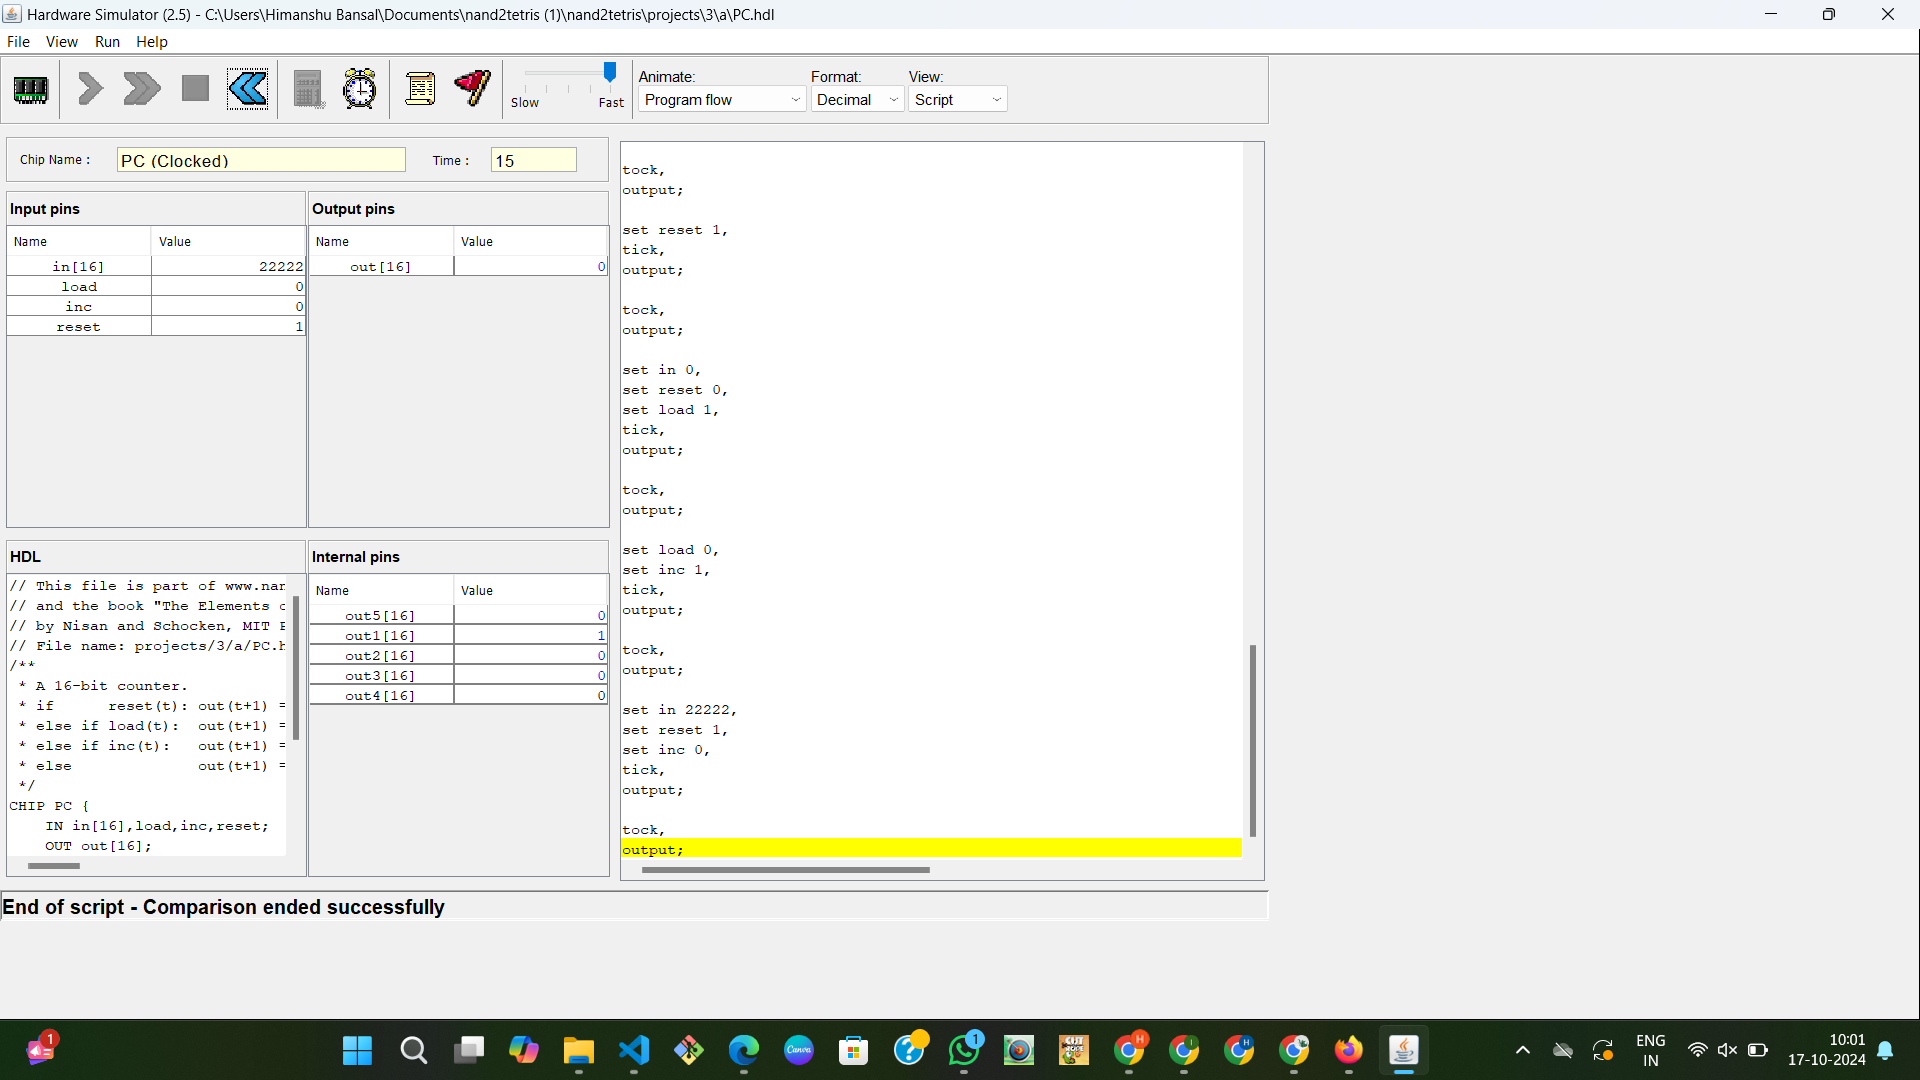 Hardware Simulator (2.5) - C:\Users\Himanshu Bansal\Documents\nand2tetris (1)\nand2tetris\projects\3\a\PC.hdl
File View Run Help
Slow Fast
Animate: Format: View:
Program flow Decimal Script
Chip Name : PC (Clocked) Time : 15
Input pins
Name Value
in[16] 22222
load 0
inc 0
reset 1
Output pins
Name Value
out[16] 0
HDL
// This file is part of www.nan
// and the book "The Elements o
// by Nisan and Schocken, MIT P
// File name: projects/3/a/PC.h
/**
* A 16-bit counter.
* if reset(t): out(t+1) =
* else if load(t): out(t+1) =
* else if inc(t): out(t+1) =
* else out(t+1) =
*/
CHIP PC {
IN in[16],load,inc,reset;
OUT out[16];
Internal pins
Name Value
out5[16] 0
out1[16] 1
out2[16] 0
out3[16] 0
out4[16] 0
tock,
output;
set reset 1,
tick,
output;
tock,
output;
set in 0,
set reset 0,
set load 1,
tick,
output;
tock,
output;
set load 0,
set inc 1,
tick,
output;
tock,
output;
set in 22222,
set reset 1,
set inc 0,
tick,
output;
tock,
output;
End of script - Comparison ended successfully
1
Canva
1
H
I
H
ENG
IN
10:01
17-10-2024